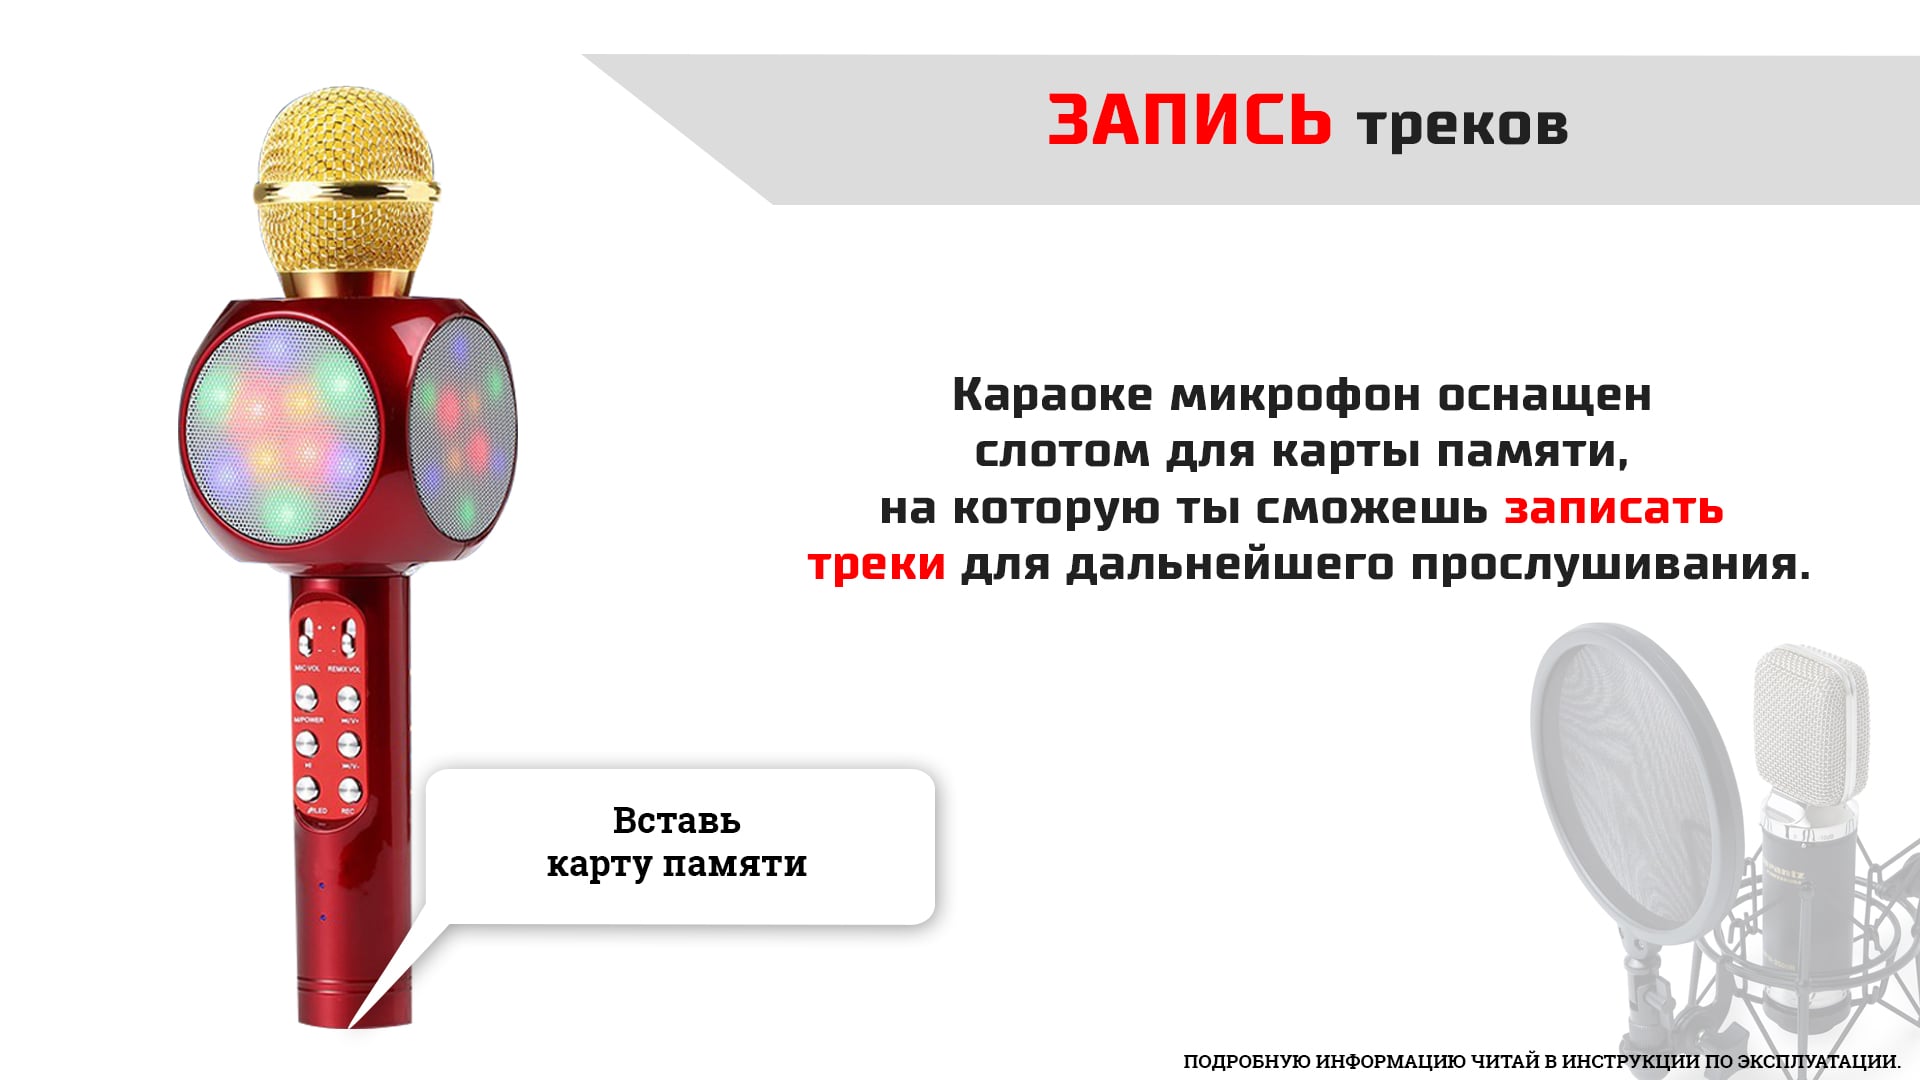 ЗАПИСЬ треков
Караоке микрофон оснащен
слотом для карты памяти,
на которую ты сможешь записать
треки для дальнейшего прослушивания.
MIC VOL REMIX VOL
M/POWER
LED REC
Вставь
карту памяти
ПОДРОБНУЮ ИНФОРМАЦИЮ ЧИТАЙ В ИНСТРУКЦИИ ПО ЭКСПЛУАТАЦИИ.